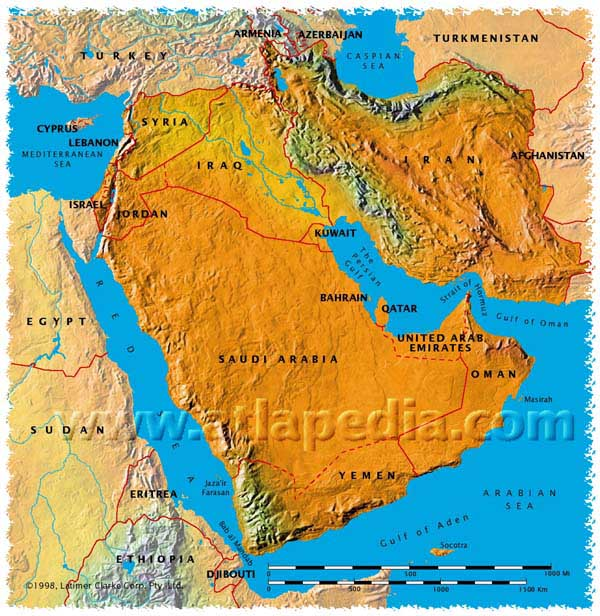 ARMENIA
AZERBAIJAN
TURKMENISTAN
TURKEY
CASPIAN
SEA
CYPRUS
SYRIA
LEBANON
MEDITERRANEAN
SEA
IRAQ
IRAN
AFGHANISTAN
ISRAEL
JORDAN
KUWAIT
The
Persian
Gulf
BAHRAIN
QATAR
Strait of
Hormuz
Gulf of Oman
RED SEA
EGYPT
SAUDI ARABIA
UNITED ARAB
EMIRATES
OMAN
Masirah
www.atlapedia.com
SUDAN
YEMEN
Jaza'ir
Farasan
ERITREA
ARABIAN
SEA
Gulf of Aden
Bab al Mandab
Socotra
ETHIOPIA
DJIBOUTI
0 500 1000 Mi
0 500 1000 1500 Km
©1998, Latimer Clarke Corp. Pty. Ltd.